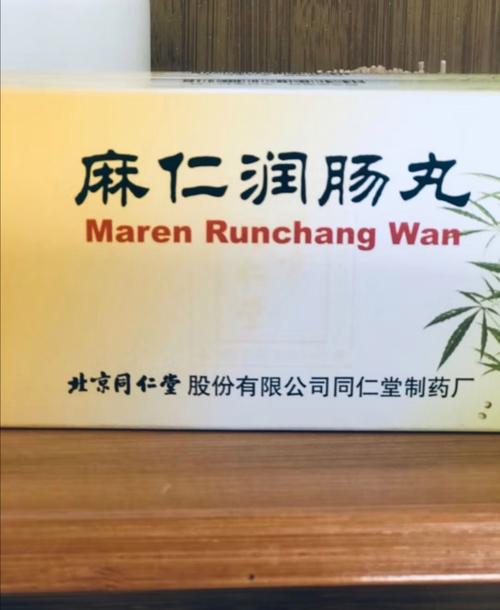 麻仁润肠丸
Maren Runchang Wan
北京同仁堂 股份有限公司同仁堂制药厂